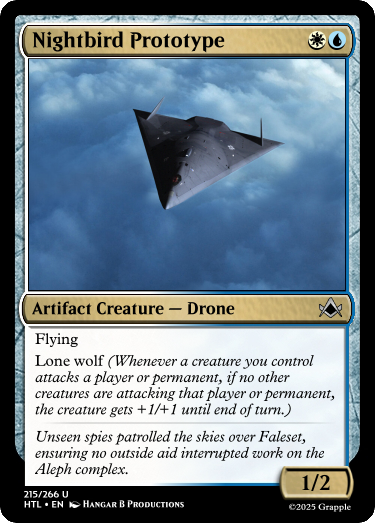 Nightbird Prototype
Artifact Creature — Drone
Flying
Lone wolf (Whenever a creature you control
attacks a player or permanent, if no other
creatures are attacking that player or permanent,
the creature gets +1/+1 until end of turn.)
Unseen spies patrolled the skies over Faleset,
ensuring no outside aid interrupted work on the
Aleph complex.
1/2
215/266 U
HTL • EN Hangar B Productions
©2025 Grapple